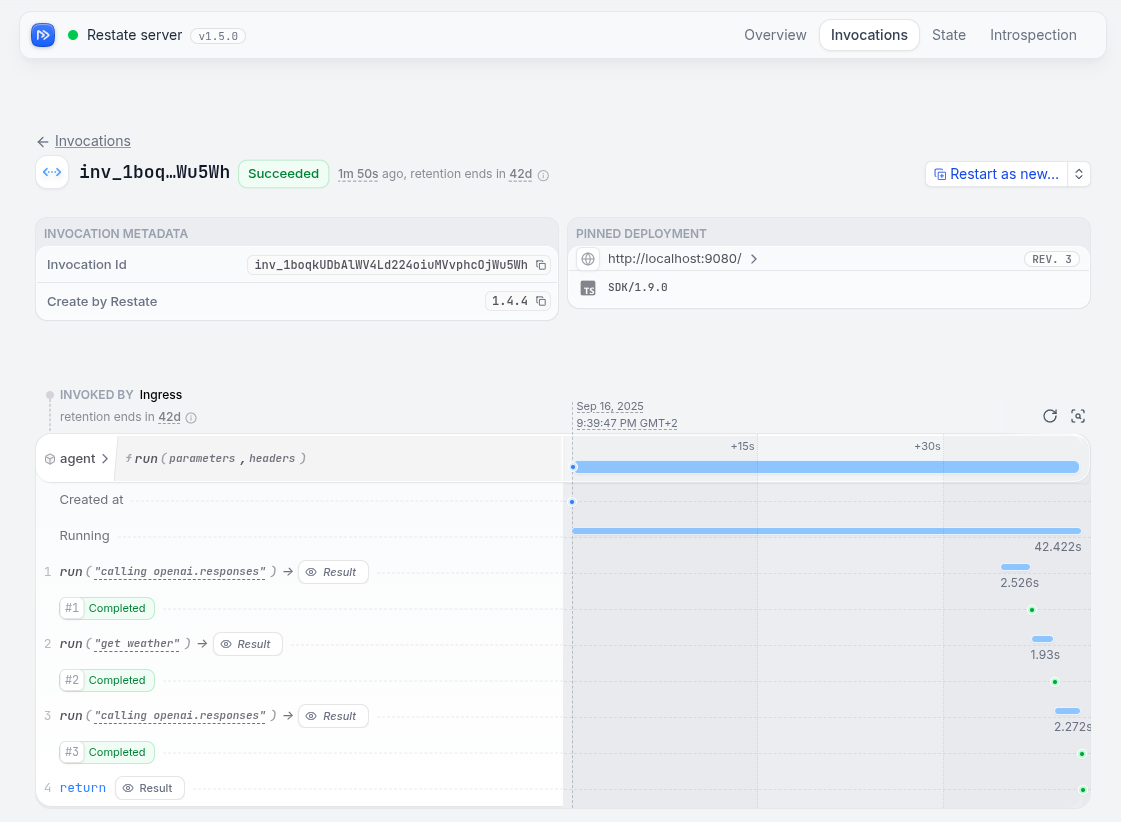 Restate server v1.5.0 Overview Invocations State Introspection
← Invocations
inv_1boq…Wu5Wh Succeeded 1m 50s ago, retention ends in 42d Restart as new…
INVOCATION METADATA
Invocation Id inv_1boqkUDbAlWV4Ld224oiuMVvphcOjWu5Wh
Create by Restate 1.4.4
PINNED DEPLOYMENT
http://localhost:9080/ REV. 3
TS SDK/1.9.0
INVOKED BY Ingress
retention ends in 42d
Sep 16, 2025
9:39:47 PM GMT+2
agent > f run(parameters, headers) +15s +30s
Created at
Running 42.422s
1 run("calling openai.responses") → Result 2.526s
#1 Completed
2 run("get weather") → Result 1.93s
#2 Completed
3 run("calling openai.responses") → Result 2.272s
#3 Completed
4 return Result